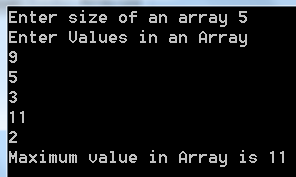 Enter size of an array 5
Enter Values in an Array
9
5
3
11
2
Maximum value in Array is 11